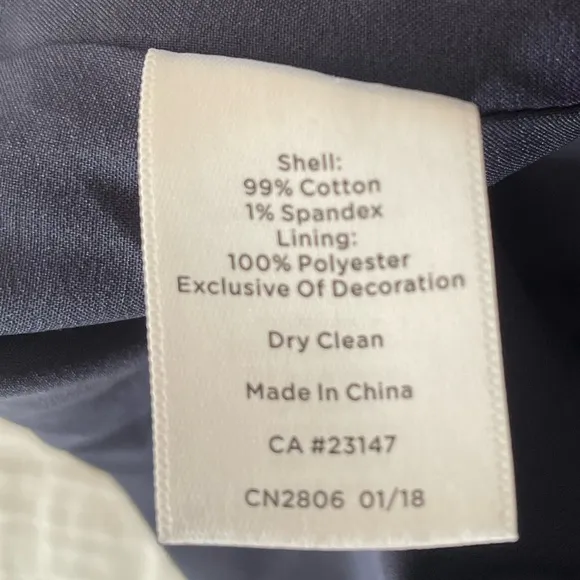 Shell:
99% Cotton
1% Spandex
Lining:
100% Polyester
Exclusive Of Decoration
Dry Clean
Made In China
CA #23147
CN2806 01/18